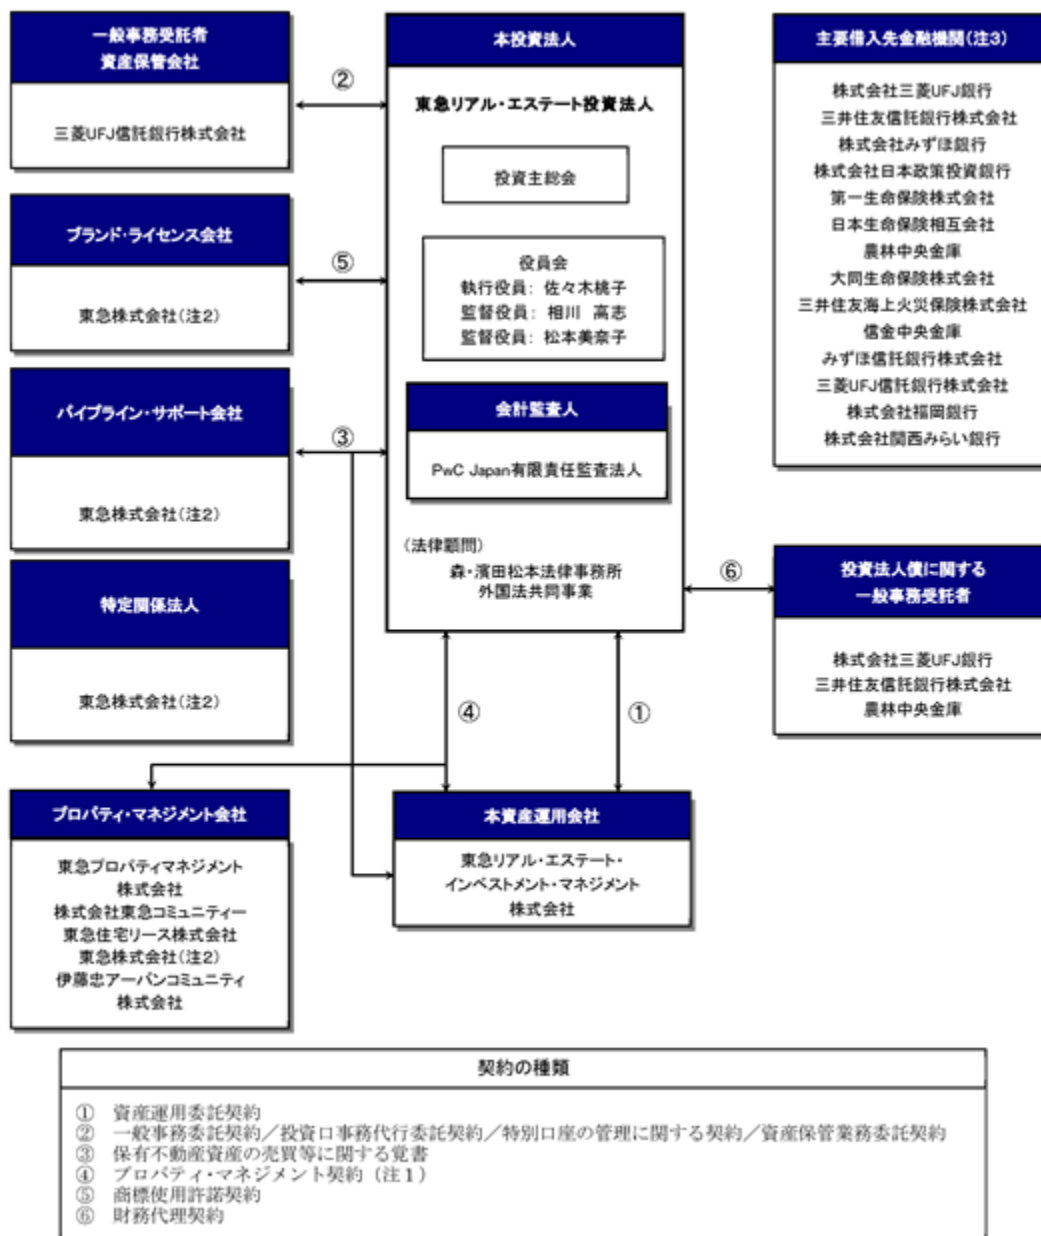 一般事務受託者
資産保管会社
三菱UFJ信託銀行株式会社
②
ブランド・ライセンス会社
東急株式会社(注2)
⑤
パイプライン・サポート会社
東急株式会社(注2)
③
特定関係法人
東急株式会社(注2)
本投資法人
東急リアル・エステート投資法人
投資主総会
役員会
執行役員: 佐々木桃子
監督役員: 相川 高志
監督役員: 松本美奈子
会計監査人
PwC Japan有限責任監査法人
(法律顧問)
森・濱田松本法律事務所
外国法共同事業
主要借入先金融機関(注3)
株式会社三菱UFJ銀行
三井住友信託銀行株式会社
株式会社みずほ銀行
株式会社日本政策投資銀行
第一生命保険株式会社
日本生命保険相互会社
農林中央金庫
大同生命保険株式会社
三井住友海上火災保険株式会社
信金中央金庫
みずほ信託銀行株式会社
三菱UFJ信託銀行株式会社
株式会社福岡銀行
株式会社関西みらい銀行
⑥
投資法人債に関する
一般事務受託者
株式会社三菱UFJ銀行
三井住友信託銀行株式会社
農林中央金庫
④
①
プロパティ・マネジメント会社
東急プロパティマネジメント
株式会社
株式会社東急コミュニティー
東急住宅リース株式会社
東急株式会社(注2)
伊藤忠アーバンコミュニティ
株式会社
本資産運用会社
東急リアル・エステート・
インベストメント・マネジメント
株式会社
契約の種類
① 資産運用委託契約
② 一般事務委託契約/投資口事務代行委託契約/特別口座の管理に関する契約/資産保管業務委託契約
③ 保有不動産資産の売買等に関する覚書
④ プロパティ・マネジメント契約(注1)
⑤ 商標使用許諾契約
⑥ 財務代理契約